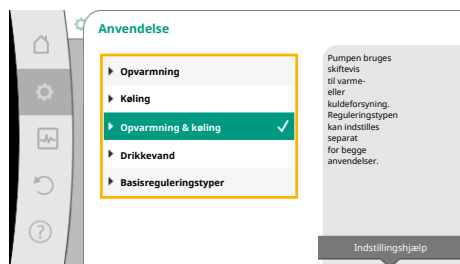 Anvendelse
Opvarmning
Køling
Opvarmning & køling
Drikkevand
Basisreguleringstyper
Pumpen bruges
skiftevis
til varme-
eller
kuldeforsyning.
Reguleringstypen
kan indstilles
separat
for begge
anvendelser.
Indstillingshjælp